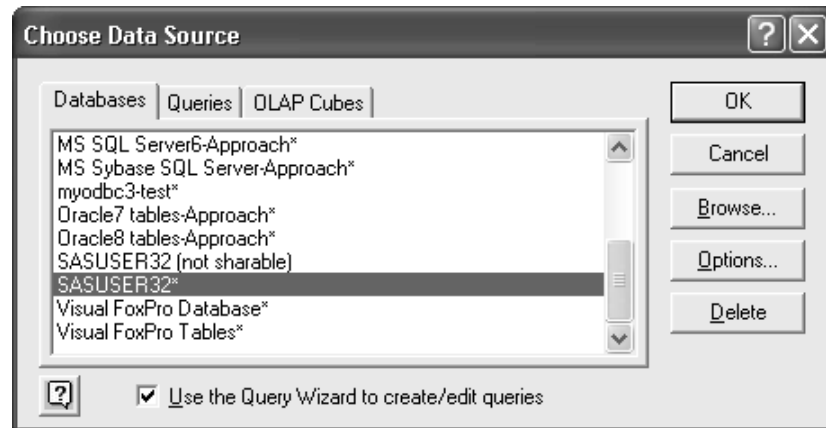 Choose Data Source
Databases Queries OLAP Cubes
MS SQL Server6-Approach*
MS Sybase SQL Server-Approach*
myodbc3-test*
Oracle7 tables-Approach*
Oracle8 tables-Approach*
SASUSER32 (not sharable)
SASUSER32*
Visual FoxPro Database*
Visual FoxPro Tables*
OK
Cancel
Browse...
Options...
Delete
Use the Query Wizard to create/edit queries